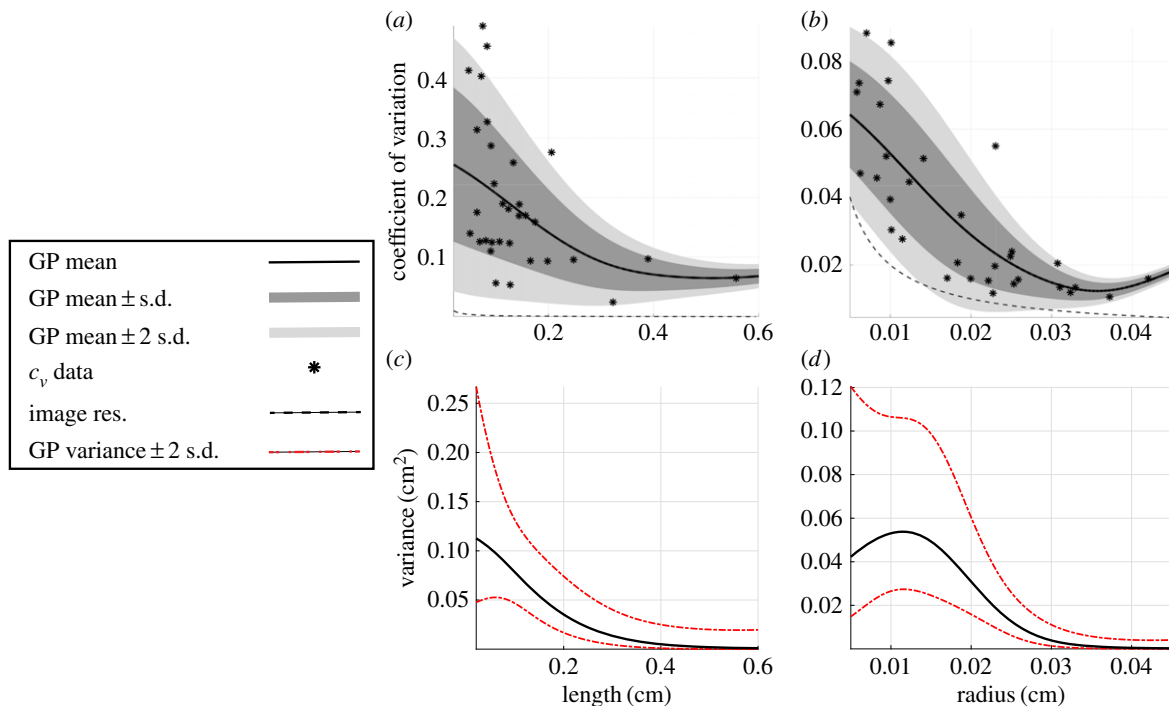 (a)
(b)
coefficient of variation
0.4
0.3
0.2
0.1
0.2
0.4
0.6
0.08
0.06
0.04
0.02
0.01
0.02
0.03
0.04
GP mean
GP mean ± s.d.
GP mean ± 2 s.d.
c_v data
image res.
GP variance ± 2 s.d.
(c)
(d)
variance (cm²)
0.25
0.20
0.15
0.10
0.05
0.2
0.4
0.6
length (cm)
0.12
0.10
0.08
0.06
0.04
0.02
0.01
0.02
0.03
0.04
radius (cm)